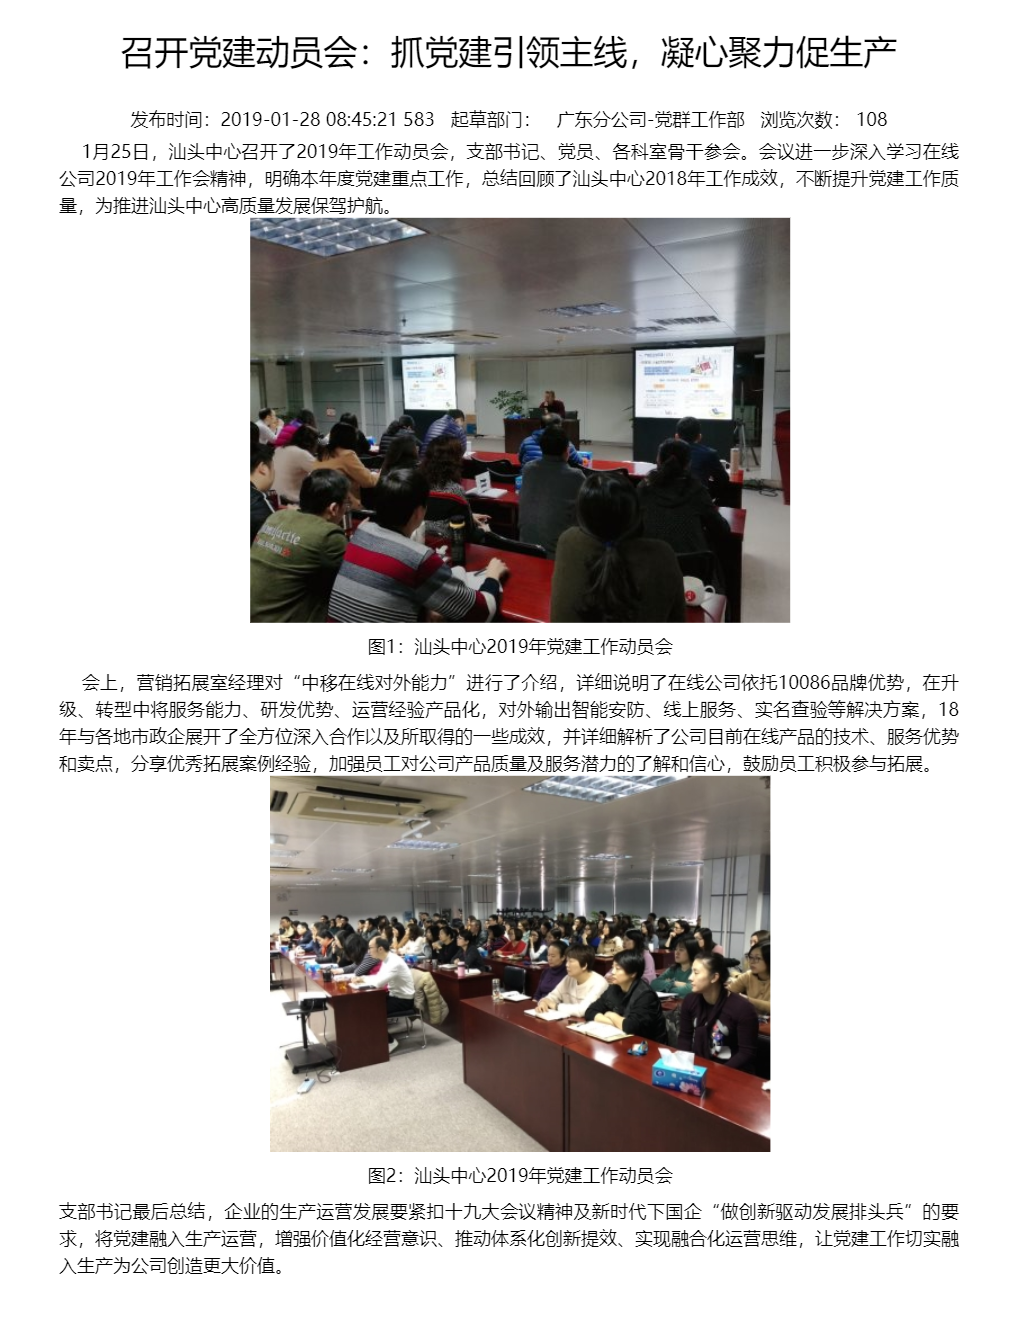 召开党建动员会：抓党建引领主线，凝心聚力促生产
发布时间：2019-01-28 08:45:21 583 起草部门： 广东分公司-党群工作部 浏览次数： 108
1月25日，汕头中心召开了2019年工作动员会，支部书记、党员、各科室骨干参会。会议进一步深入学习在线
公司2019年工作会精神，明确本年度党建重点工作，总结回顾了汕头中心2018年工作成效，不断提升党建工作质
量，为推进汕头中心高质量发展保驾护航。
图1：汕头中心2019年党建工作动员会
会上，营销拓展室经理对“中移在线对外能力”进行了介绍，详细说明了在线公司依托10086品牌优势，在升
级、转型中将服务能力、研发优势、运营经验产品化，对外输出智能安防、线上服务、实名查验等解决方案，18
年与各地市政企展开了全方位深入合作以及所取得的一些成效，并详细解析了公司目前在线产品的技术、服务优势
和卖点，分享优秀拓展案例经验，加强员工对公司产品质量及服务潜力的了解和信心，鼓励员工积极参与拓展。
图2：汕头中心2019年党建工作动员会
支部书记最后总结，企业的生产运营发展要紧扣十九大会议精神及新时代下国企“做创新驱动发展排头兵”的要
求，将党建融入生产运营，增强价值化经营意识、推动体系化创新提效、实现融合化运营思维，让党建工作切实融
入生产为公司创造更大价值。